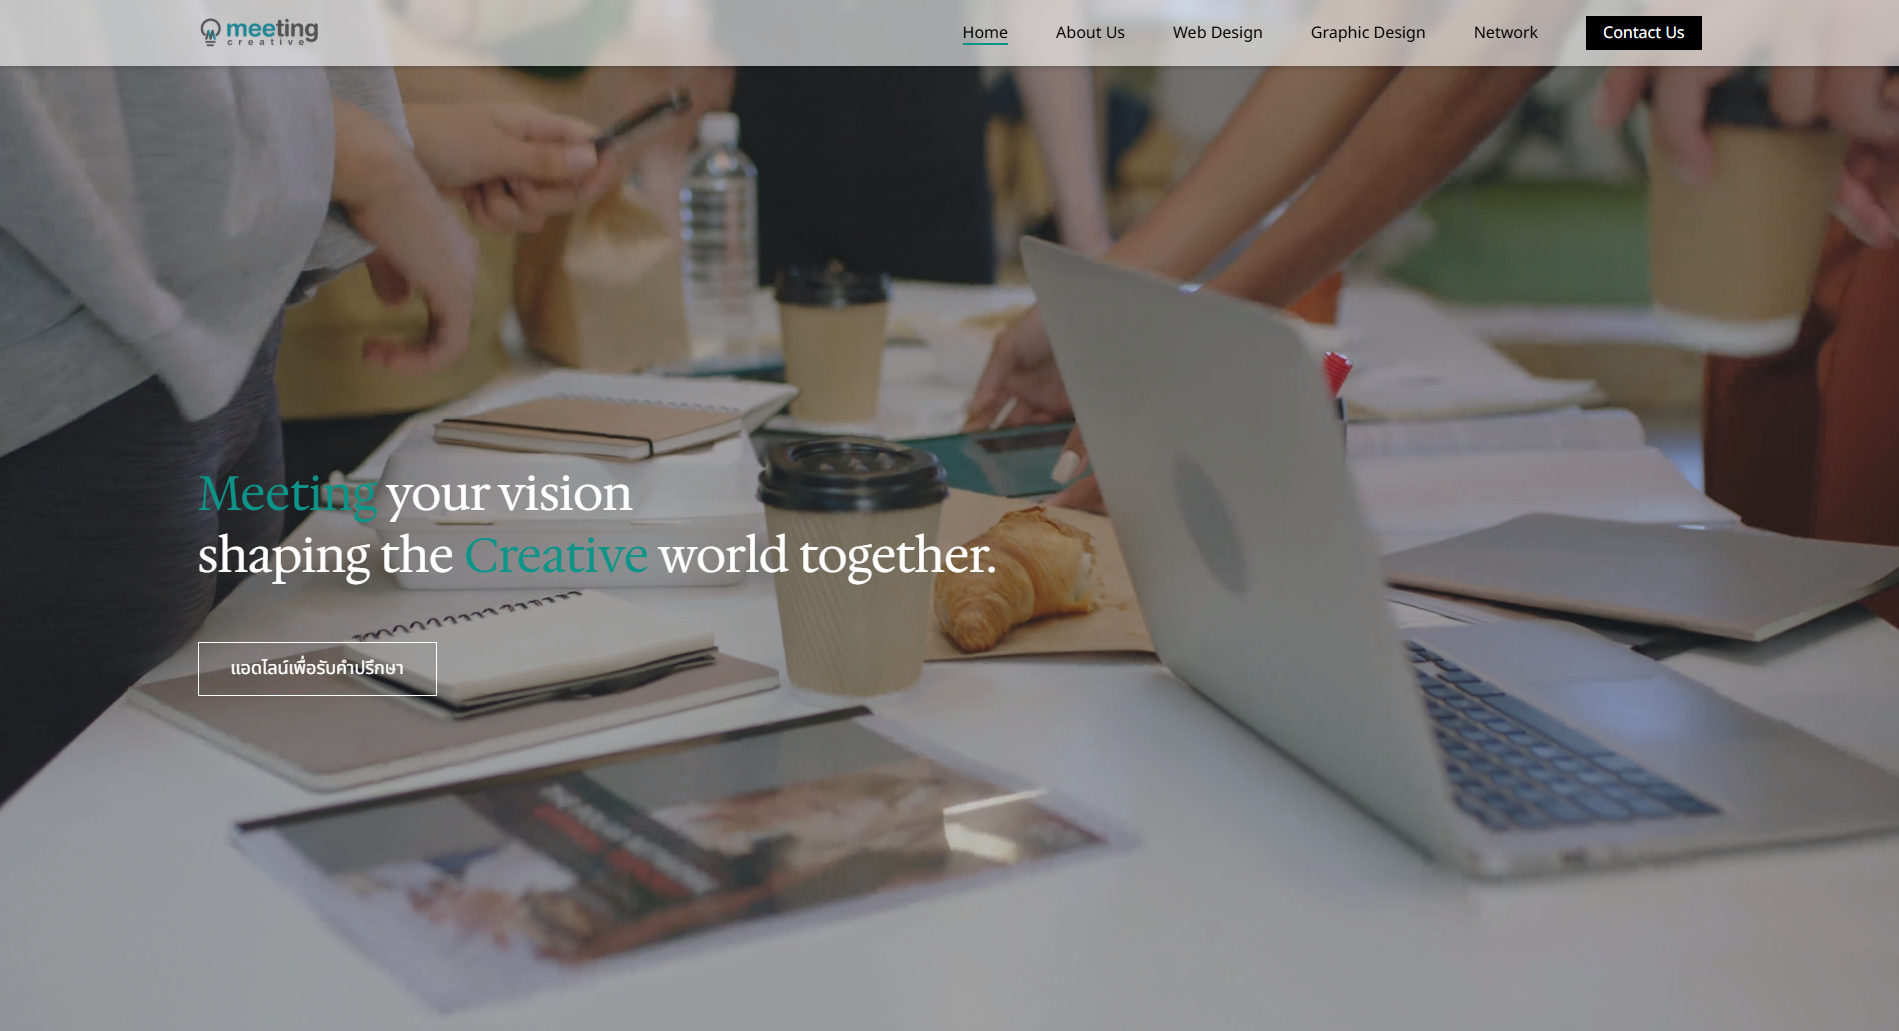 meeting
creative
Home
About Us
Web Design
Graphic Design
Network
Contact Us
Meeting your vision
shaping the Creative world together.
แอดไลน์เพื่อรับคำปรึกษา